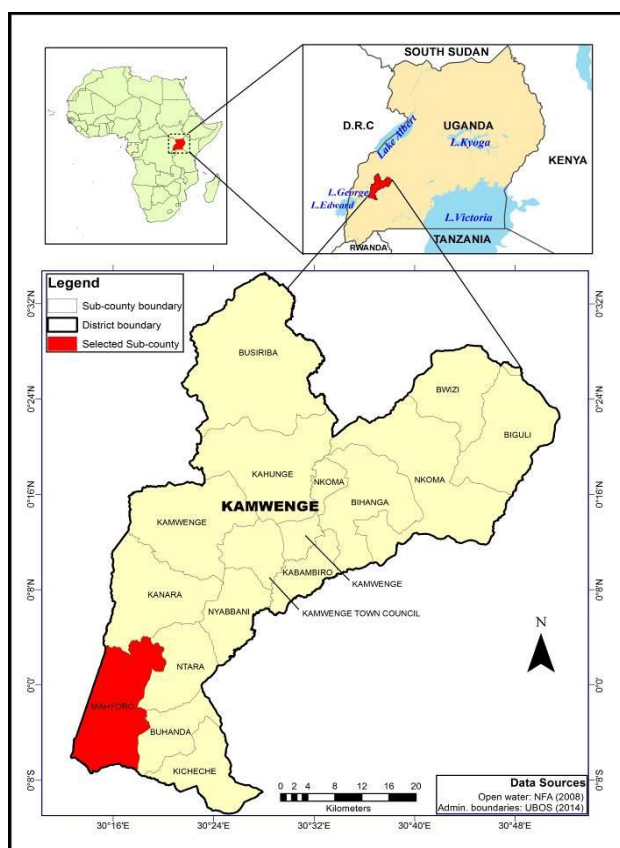 SOUTH SUDAN
D.R.C
Lake Albert
UGANDA
L.Kyoga
KENYA
L.George
L.Edward
L.Victoria
RWANDA
TANZANIA
Legend
Sub-county boundary
District boundary
Selected Sub-county
0°32'N
0°24'N
0°16'N
0°8'N
0°0'
0°8'S
0°32'N
0°24'N
0°16'N
0°8'N
0°0'
0°8'S
BUSIRIBA
BWIZI
BIGULI
KAHUNGE
NKOMA
NKOMA
KAMWENGE
BIHANGA
KAMWENGE
KABAMBIRO
KAMWENGE
KANARA
NYABBANI
KAMWENGE TOWN COUNCIL
N
NTARA
MAHYORO
BUHANDA
KICHECHE
0 2 4 8 12 16 20
Kilometers
Data Sources
Open water: NFA (2008)
Admin. boundaries: UBOS (2014)
30°16'E
30°24'E
30°32'E
30°40'E
30°48'E